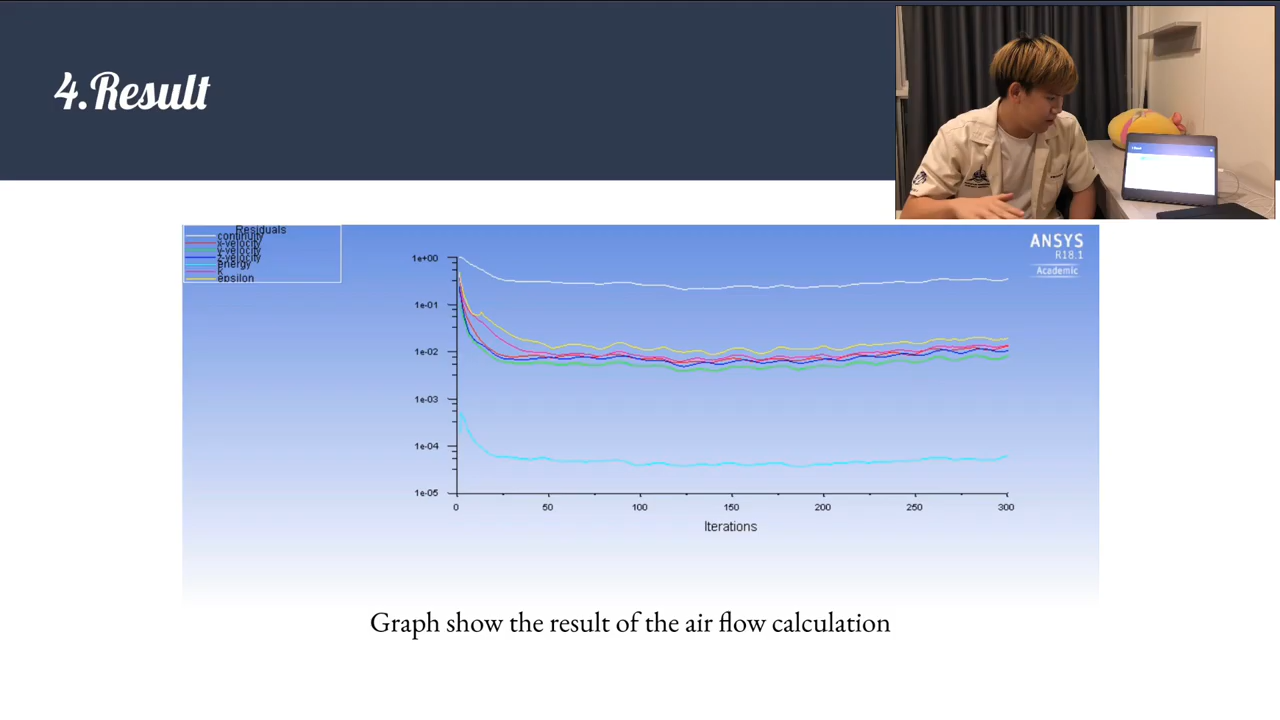 4.Result
Residuals
continuity
x-velocity
y-velocity
z-velocity
energy
k
epsilon
ANSYS
R18.1
Academic
1e+00
1e-01
1e-02
1e-03
1e-04
1e-05
0 50 100 150 200 250 300
Iterations
Graph show the result of the air flow calculation